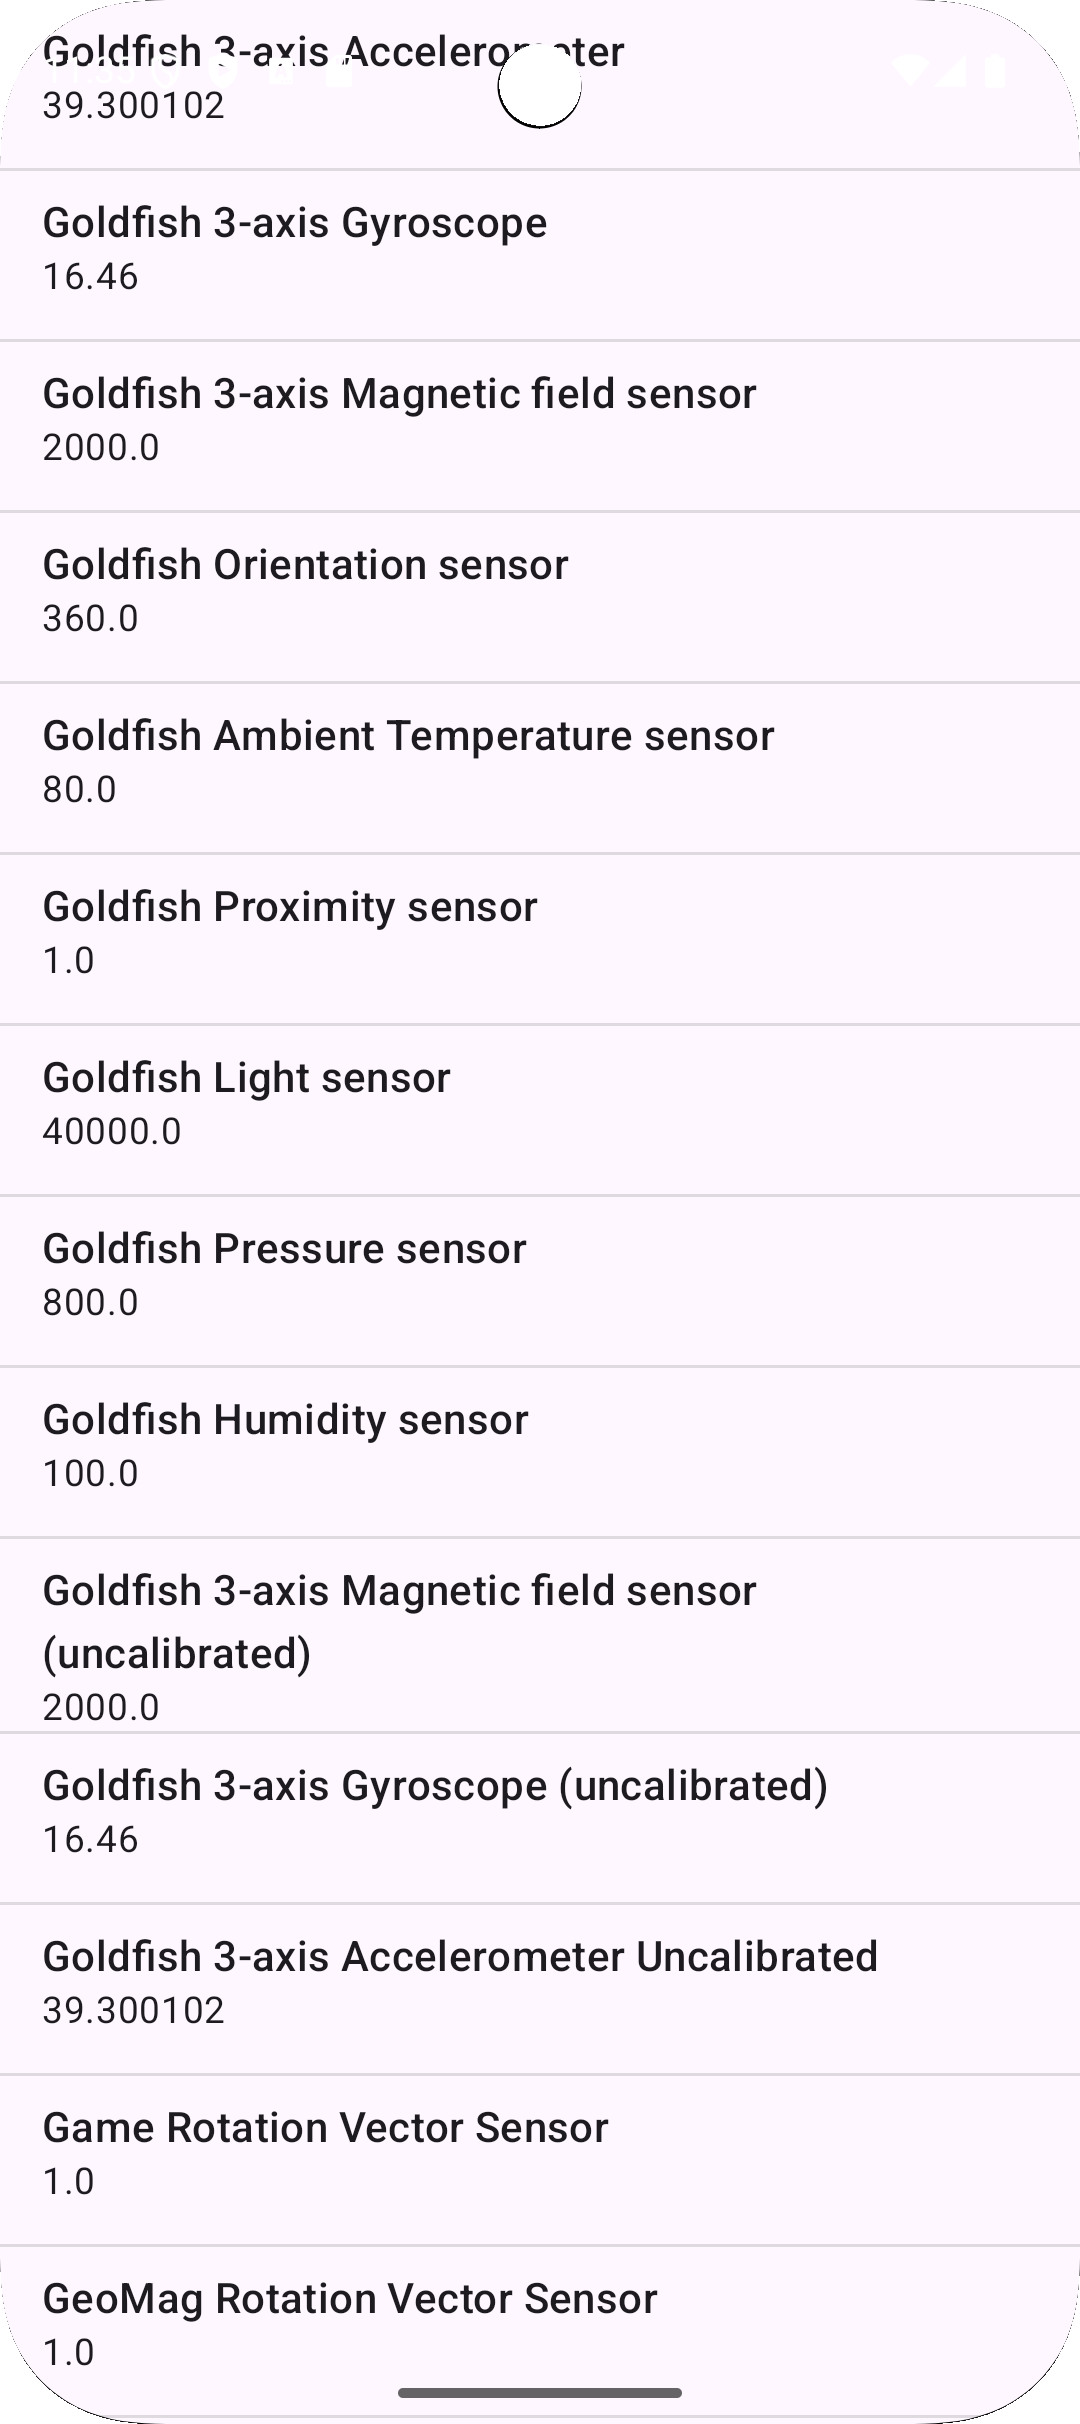 Goldfish 3-axis Accelerometer
39.300102
Goldfish 3-axis Gyroscope
16.46
Goldfish 3-axis Magnetic field sensor
2000.0
Goldfish Orientation sensor
360.0
Goldfish Ambient Temperature sensor
80.0
Goldfish Proximity sensor
1.0
Goldfish Light sensor
40000.0
Goldfish Pressure sensor
800.0
Goldfish Humidity sensor
100.0
Goldfish 3-axis Magnetic field sensor
(uncalibrated)
2000.0
Goldfish 3-axis Gyroscope (uncalibrated)
16.46
Goldfish 3-axis Accelerometer Uncalibrated
39.300102
Game Rotation Vector Sensor
1.0
GeoMag Rotation Vector Sensor
1.0